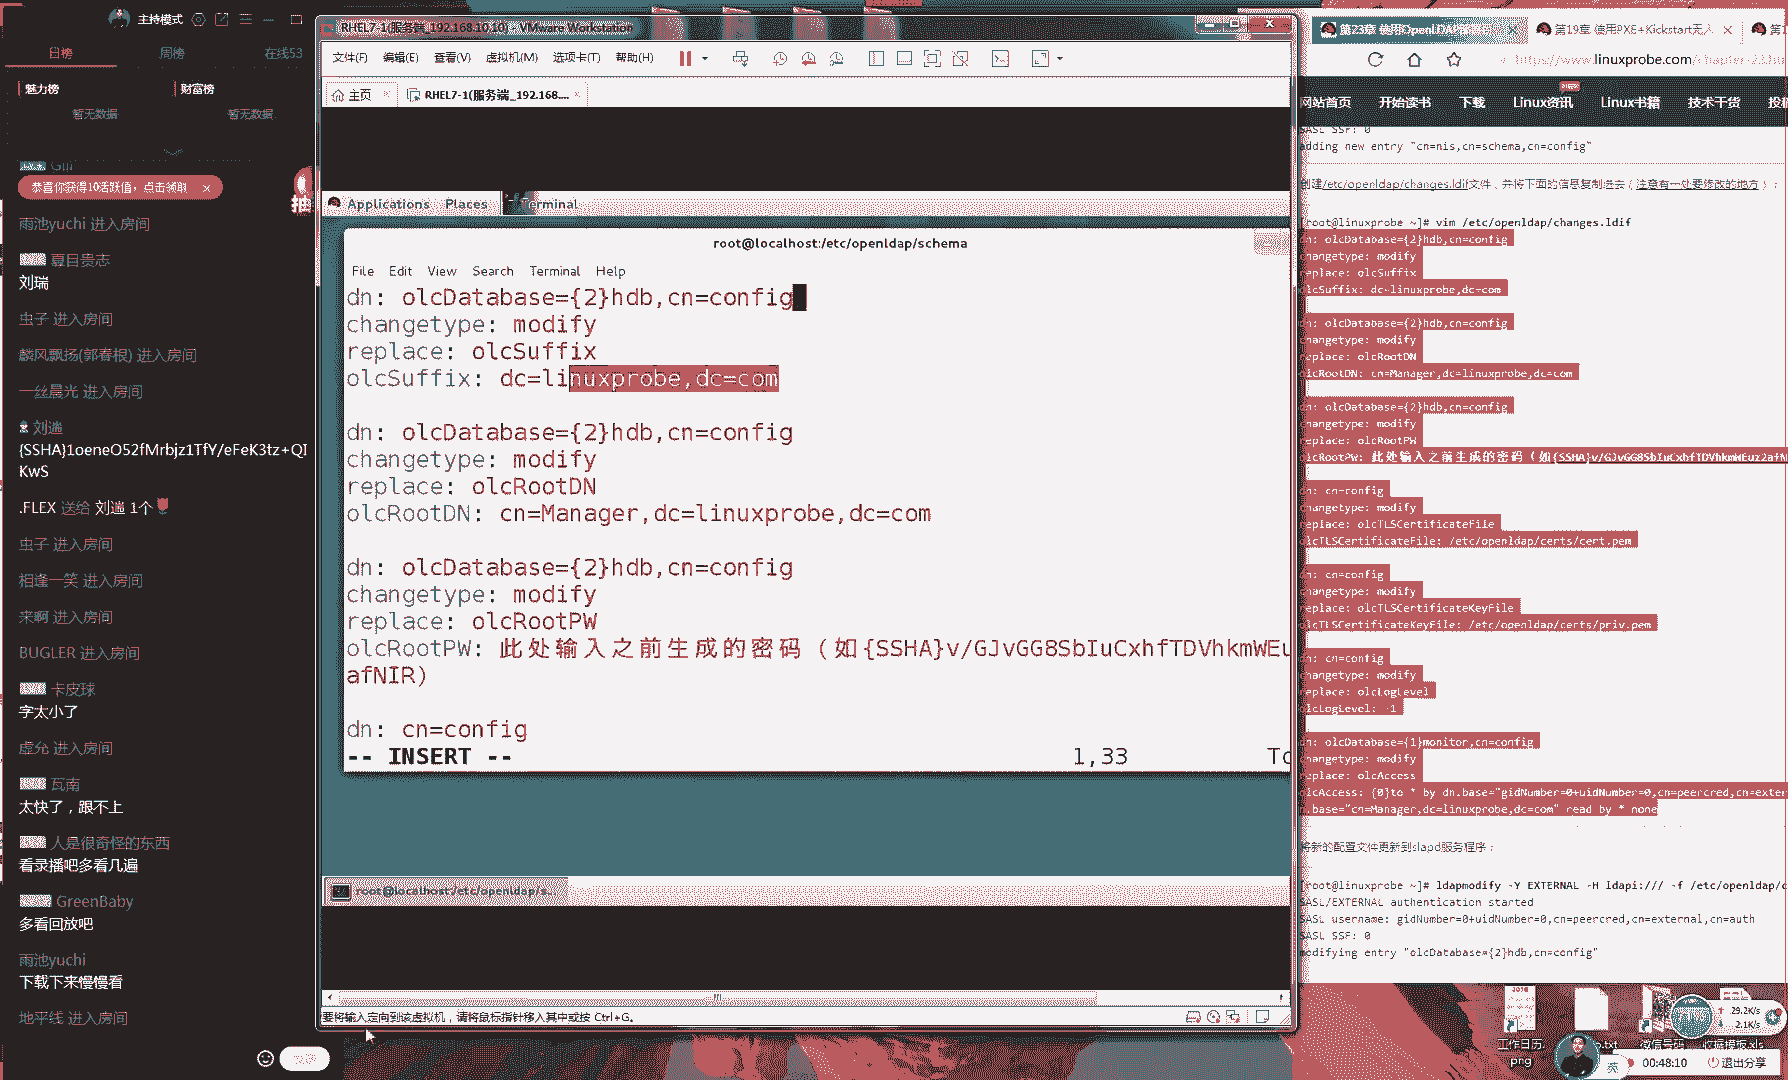 主持模式
日榜 周榜 在线53
魅力榜 财富榜
暂无数据 暂无数据
恭喜你获得10活跃值，点击领取 ×
雨池yuchi 进入房间
夏目贵志
刘瑞
虫子 进入房间
麟风飘扬(郭春根) 进入房间
一丝晨光 进入房间
刘遄
{SSHA}1oeneO52fMrbjz1TfY/eFeK3tz+QI
KwS
.FLEX 送给 刘遄 1个
虫子 进入房间
相逢一笑 进入房间
来啊 进入房间
BUGLER 进入房间
卡皮球
字太小了
虚允 进入房间
瓦南
太快了，跟不上
人是很奇怪的东西
看录播吧多看几遍
GreenBaby
多看回放吧
雨池yuchi
下载下来慢慢看
地平线 进入房间
抽
RHEL7-1(服务端_192.168.10.10) - VMware Workstation
文件(F) 编辑(E) 查看(V) 虚拟机(M) 选项卡(T) 帮助(H)
主页 × RHEL7-1(服务端_192.168.... ×
Applications Places Terminal
root@localhost:/etc/openldap/schema
File Edit View Search Terminal Help
dn: olcDatabase={2}hdb,cn=config
changetype: modify
replace: olcSuffix
olcSuffix: dc=linuxprobe,dc=com
dn: olcDatabase={2}hdb,cn=config
changetype: modify
replace: olcRootDN
olcRootDN: cn=Manager,dc=linuxprobe,dc=com
dn: olcDatabase={2}hdb,cn=config
changetype: modify
replace: olcRootPW
olcRootPW: 此处输入之前生成的密码（如{SSHA}v/GJvGG8SbIuCxhfTDVhkmWEu
afNIR）
dn: cn=config
-- INSERT -- 1,33 To
root@localhost:/etc/openldap/s...
要将输入定向到该虚拟机，请将鼠标指针移入其中或按 Ctrl+G。
第23章 使用OpenLDAP × 第19章 使用PXE+Kickstart无人 × 第1
https://www.linuxprobe.com/chapter-23.h
网站首页 开始读书 下载 Linux资讯 Linux书籍 技术干货
SASL SSF: 0
adding new entry "cn=nis,cn=schema,cn=config"
创建/etc/openldap/changes.ldif文件，并将下面的信息复制进去（注意有一处要修改的地方）：
[root@linuxprobe ~]# vim /etc/openldap/changes.ldif
dn: olcDatabase={2}hdb,cn=config
changetype: modify
replace: olcSuffix
olcSuffix: dc=linuxprobe,dc=com
dn: olcDatabase={2}hdb,cn=config
changetype: modify
replace: olcRootDN
olcRootDN: cn=Manager,dc=linuxprobe,dc=com
dn: olcDatabase={2}hdb,cn=config
changetype: modify
replace: olcRootPW
olcRootPW: 此处输入之前生成的密码（如{SSHA}v/GJvGG8SbIuCxhfTDVhkmWEuz2afN
dn: cn=config
changetype: modify
replace: olcTLSCertificateFile
olcTLSCertificateFile: /etc/openldap/certs/cert.pem
dn: cn=config
changetype: modify
replace: olcTLSCertificateKeyFile
olcTLSCertificateKeyFile: /etc/openldap/certs/priv.pem
dn: cn=config
changetype: modify
replace: olcLogLevel
olcLogLevel: -1
dn: olcDatabase={1}monitor,cn=config
changetype: modify
replace: olcAccess
olcAccess: {0}to * by dn.base="gidNumber=0+uidNumber=0,cn=peercred,cn=exter
n.base="cn=Manager,dc=linuxprobe,dc=com" read by * none
将新的配置文件更新到slapd服务程序：
[root@linuxprobe ~]# ldapmodify -Y EXTERNAL -H ldapi:/// -f /etc/openldap/c
SASL/EXTERNAL authentication started
SASL username: gidNumber=0+uidNumber=0,cn=peercred,cn=external,cn=auth
SASL SSF: 0
modifying entry "olcDatabase={2}hdb,cn=config"
29.2K/s
2.1K/s
工作日历.
png
微信号码
收据模板.xls
英 00:48:10 退出分享